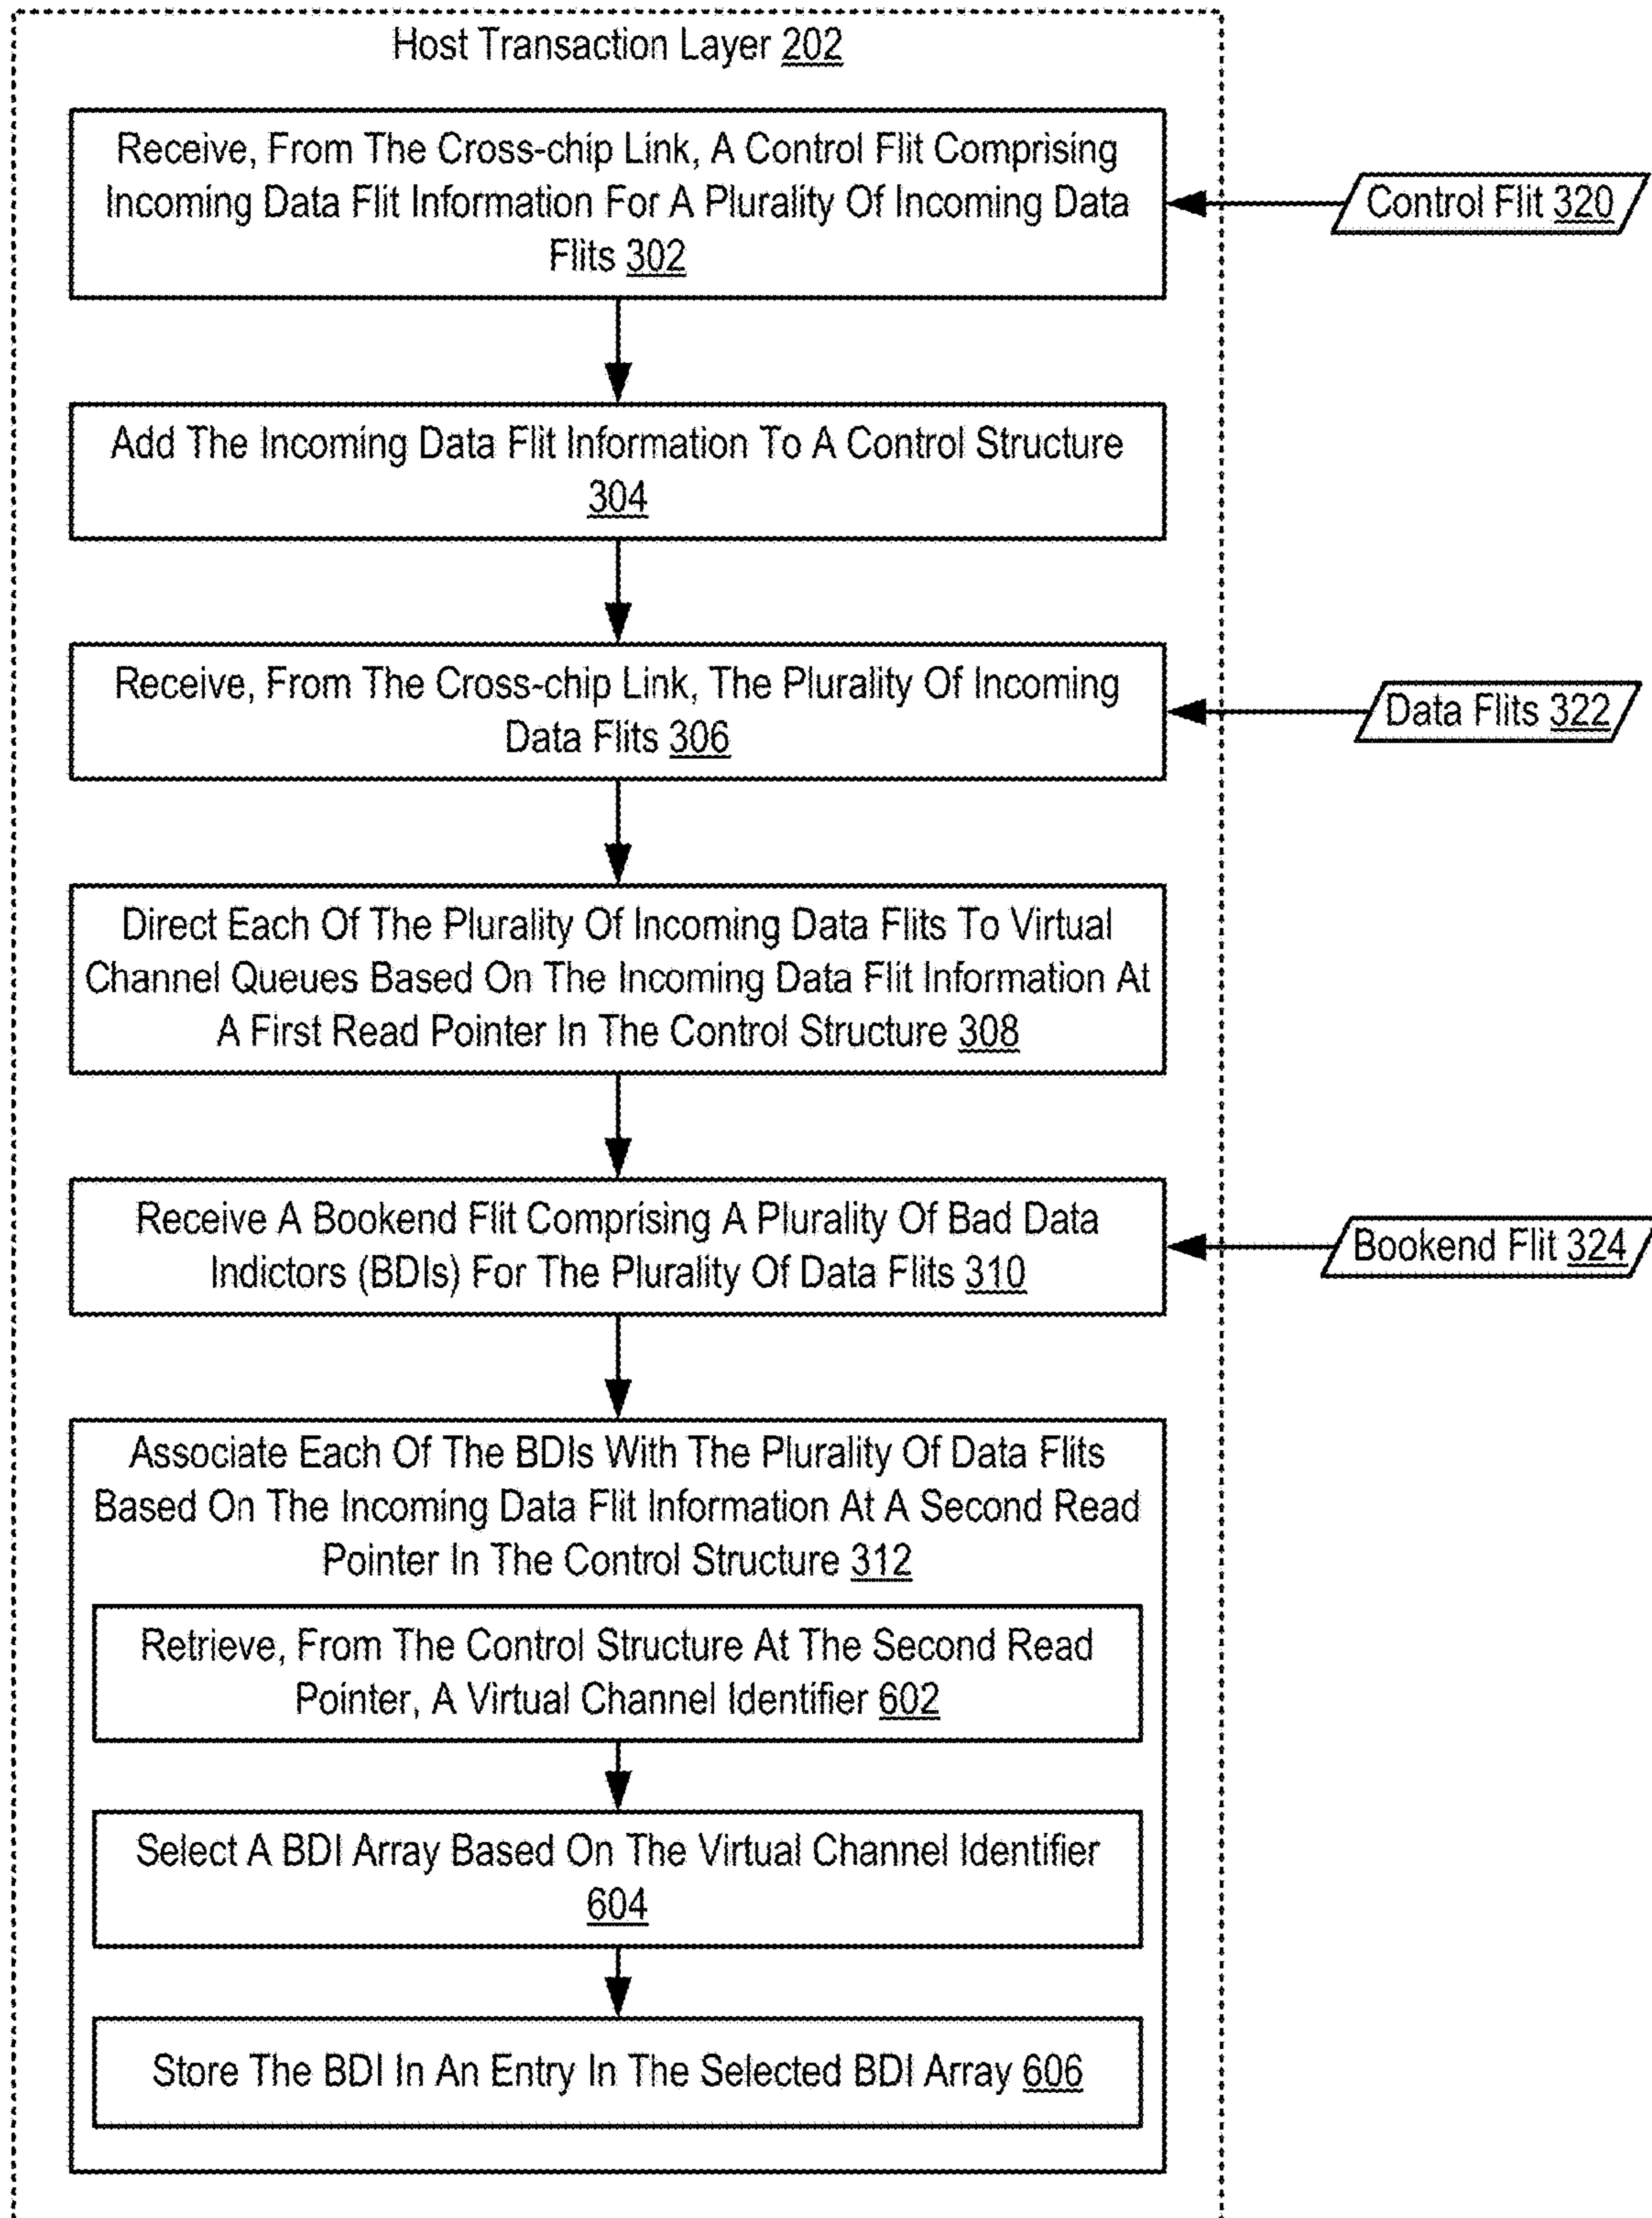 Host Transaction Layer 202
Receive, From The Cross-chip Link, A Control Flit Comprising
Incoming Data Flit Information For A Plurality Of Incoming Data
Flits 302
Control Flit 320
Add The Incoming Data Flit Information To A Control Structure
304
Receive, From The Cross-chip Link, The Plurality Of Incoming
Data Flits 306
Data Flits 322
Direct Each Of The Plurality Of Incoming Data Flits To Virtual
Channel Queues Based On The Incoming Data Flit Information At
A First Read Pointer In The Control Structure 308
Receive A Bookend Flit Comprising A Plurality Of Bad Data
Indictors (BDIs) For The Plurality Of Data Flits 310
Bookend Flit 324
Associate Each Of The BDIs With The Plurality Of Data Flits
Based On The Incoming Data Flit Information At A Second Read
Pointer In The Control Structure 312
Retrieve, From The Control Structure At The Second Read
Pointer, A Virtual Channel Identifier 602
Select A BDI Array Based On The Virtual Channel Identifier
604
Store The BDI In An Entry In The Selected BDI Array 606